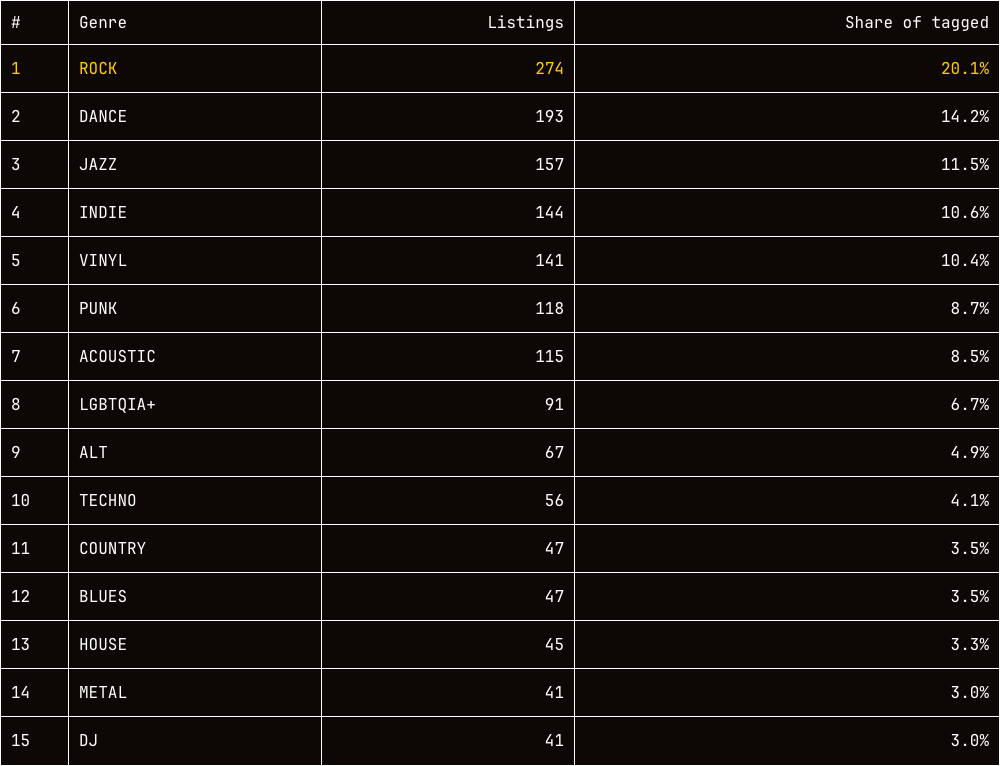 # Genre Listings Share of tagged
1 ROCK 274 20.1%
2 DANCE 193 14.2%
3 JAZZ 157 11.5%
4 INDIE 144 10.6%
5 VINYL 141 10.4%
6 PUNK 118 8.7%
7 ACOUSTIC 115 8.5%
8 LGBTQIA+ 91 6.7%
9 ALT 67 4.9%
10 TECHNO 56 4.1%
11 COUNTRY 47 3.5%
12 BLUES 47 3.5%
13 HOUSE 45 3.3%
14 METAL 41 3.0%
15 DJ 41 3.0%